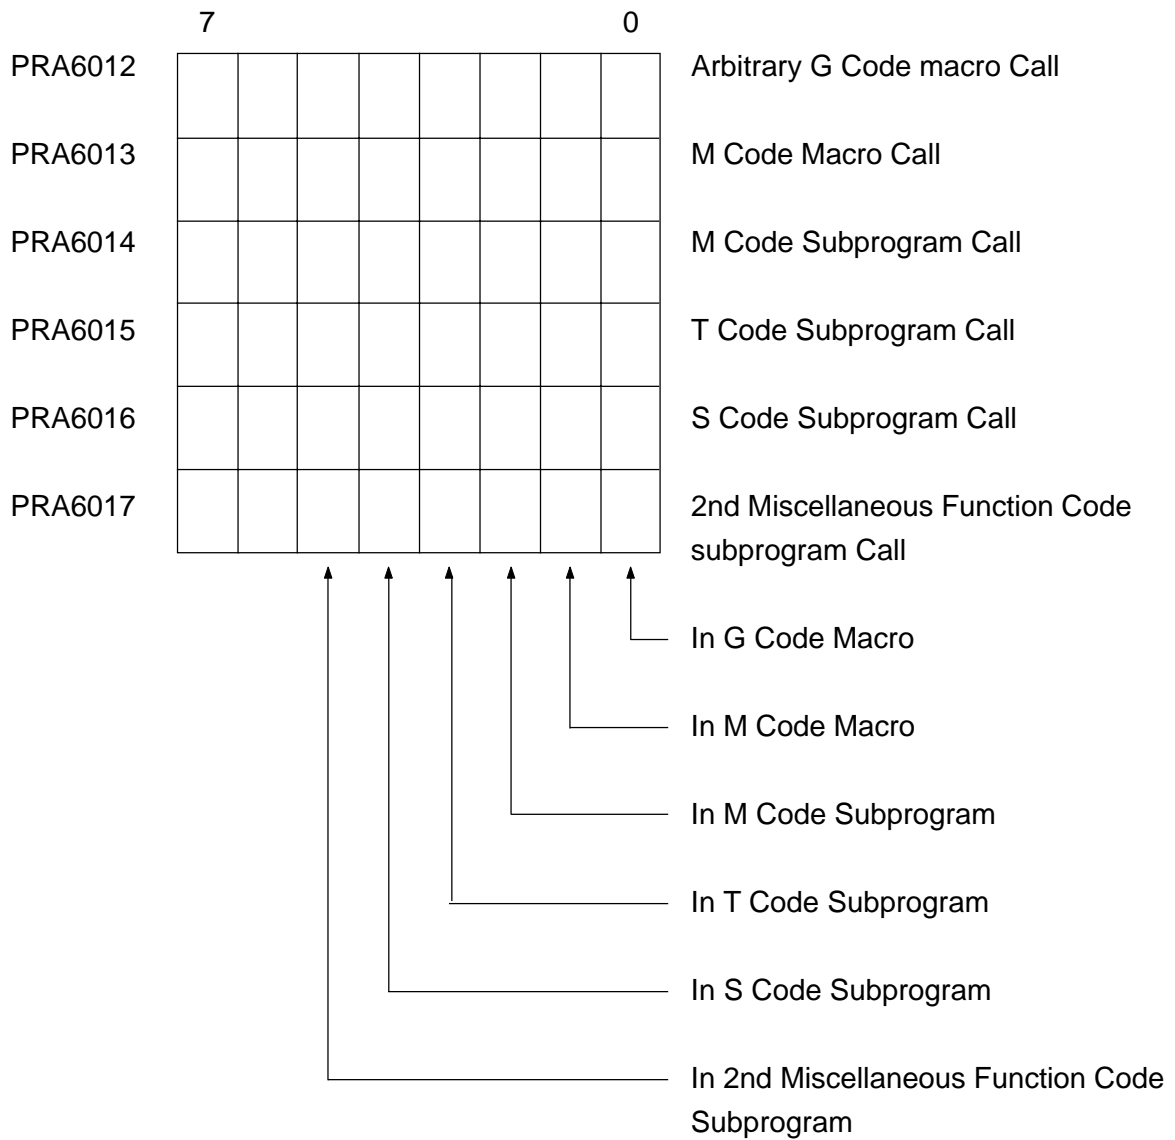 7 0
PRA6012 Arbitrary G Code macro Call
PRA6013 M Code Macro Call
PRA6014 M Code Subprogram Call
PRA6015 T Code Subprogram Call
PRA6016 S Code Subprogram Call
PRA6017 2nd Miscellaneous Function Code
subprogram Call
In G Code Macro
In M Code Macro
In M Code Subprogram
In T Code Subprogram
In S Code Subprogram
In 2nd Miscellaneous Function Code
Subprogram